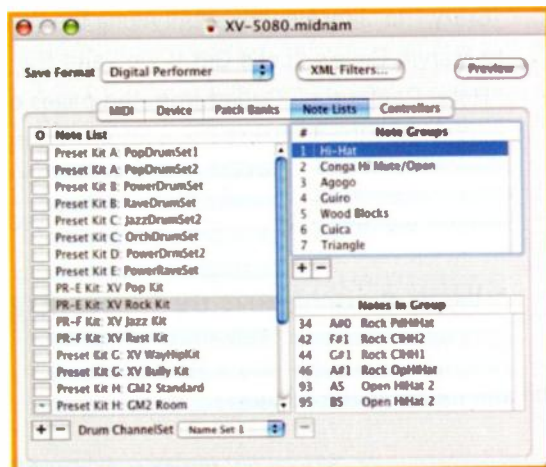 XV-5080.midnam
Save Format Digital Performer XML Filters... Preview
MIDI Device Patch Banks Note Lists Controllers
O Note List
Preset Kit A: PopDrumSet1
Preset Kit A: PopDrumSet2
Preset Kit B: PowerDrumSet
Preset Kit B: RaveDrumSet
Preset Kit C: JazzDrumSet2
Preset Kit C: OrchDrumSet
Preset Kit D: PowerDrmSet2
Preset Kit E: PowerRaveSet
PR-E Kit: XV Pop Kit
PR-E Kit: XV Rock Kit
PR-F Kit: XV Jazz Kit
PR-F Kit: XV Rust Kit
Preset Kit G: XV WayHipKit
Preset Kit G: XV Bully Kit
Preset Kit H: GM2 Standard
Preset Kit H: GM2 Room
+ - Drum ChannelSet Name Set 1
# Note Groups
1 Hi-Hat
2 Conga Hi Mute/Open
3 Agogo
4 Guiro
5 Wood Blocks
6 Cuica
7 Triangle
+ -
Notes In Group
34 A#0 Rock PdHiHat
42 F#1 Rock ClHH2
44 G#1 Rock ClHH1
46 A#1 Rock OpHiHat
93 A5 Open HiHat 2
95 B5 Open HiHat 2
-